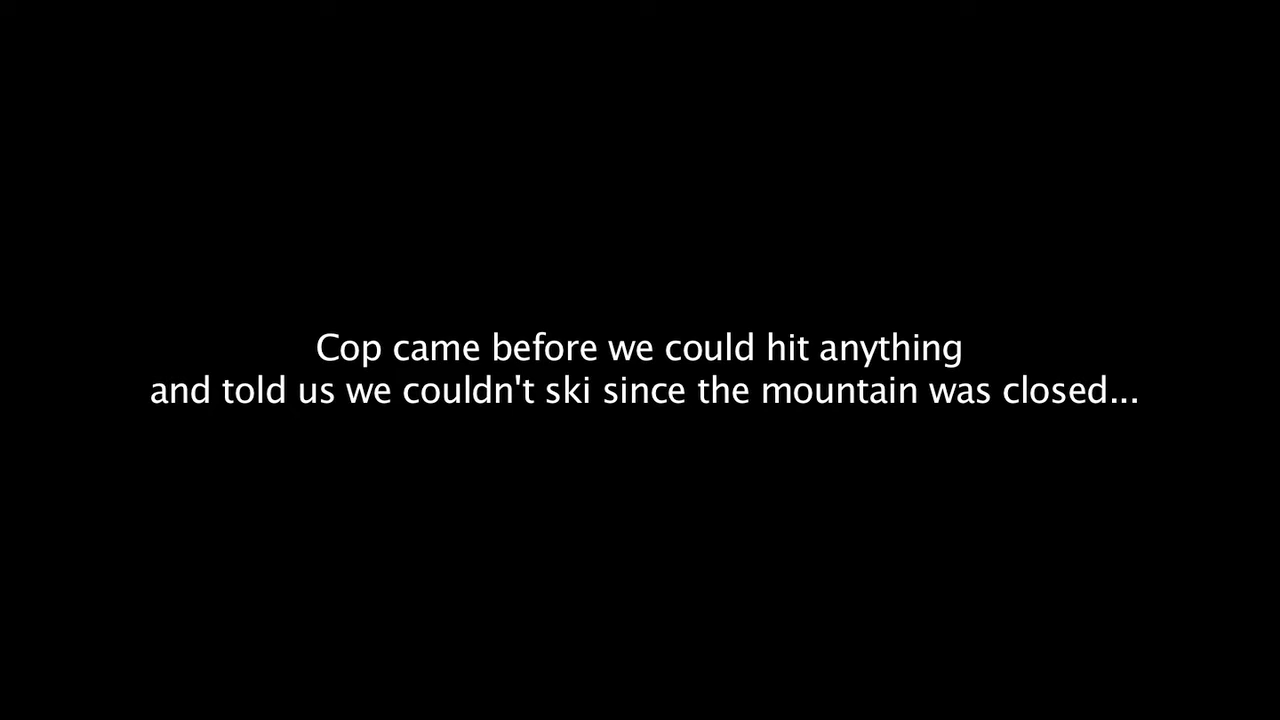 Cop came before we could hit anything
and told us we couldn't ski since the mountain was closed...